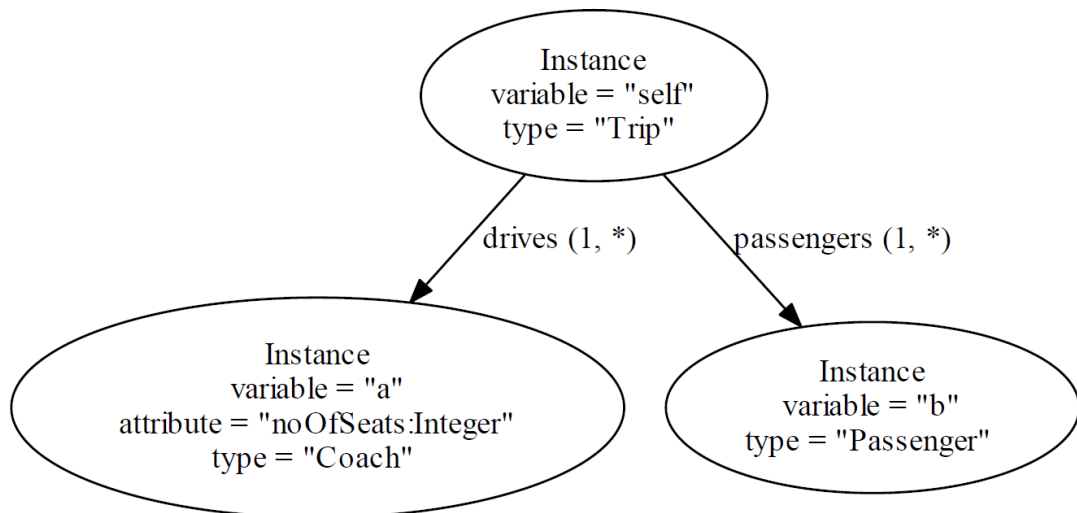 Instance
variable = "self"
type = "Trip"
drives (1, *)
passengers (1, *)
Instance
variable = "a"
attribute = "noOfSeats:Integer"
type = "Coach"
Instance
variable = "b"
type = "Passenger"